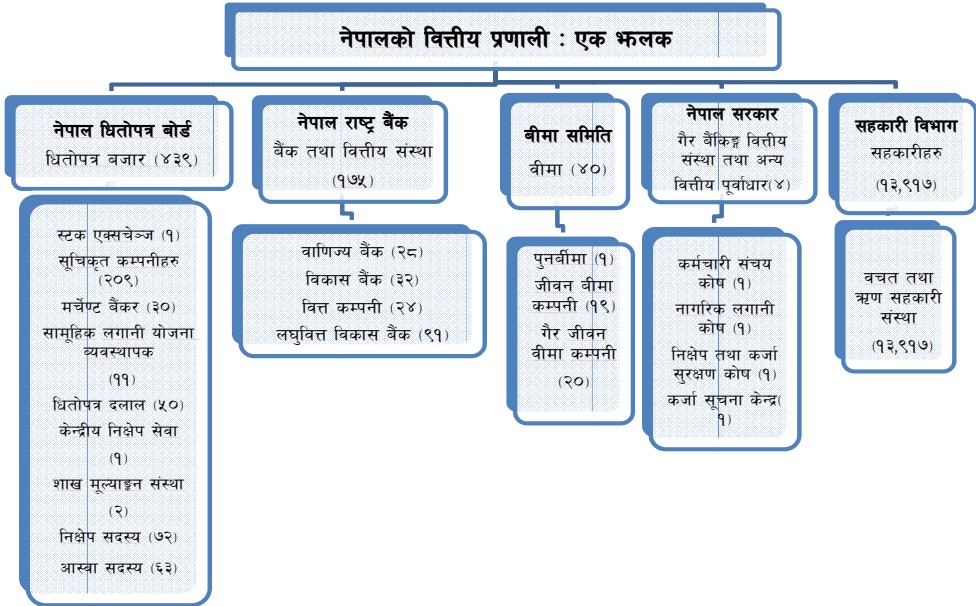 नेपालको वित्तीय प्रणाली : एक झलक
नेपाल धितोपत्र बोर्ड
धितोपत्र बजार (४३९)
स्टक एक्सचेञ्ज (१)
सूचिकृत कम्पनीहरु
(२०९)
मर्चेण्ट बैंकर (३०)
सामूहिक लगानी योजना
व्यवस्थापक
(११)
धितोपत्र दलाल (५०)
केन्द्रीय निक्षेप सेवा
(१)
शाख मूल्याङ्कन संस्था
(२)
निक्षेप सदस्य (७२)
आस्वा सदस्य (६३)
नेपाल राष्ट्र बैंक
बैंक तथा वित्तीय संस्था
(१७५)
वाणिज्य बैंक (२८)
विकास बैंक (३२)
वित्त कम्पनी (२४)
लघुवित्त विकास बैंक (९१)
बीमा समिति
वीमा (४०)
पुनर्बीमा (१)
जीवन बीमा
कम्पनी (१९)
गैर जीवन
वीमा कम्पनी
(२०)
नेपाल सरकार
गैर बैंकिङ्ग वित्तीय
संस्था तथा अन्य
वित्तीय पूर्वाधार(४)
कर्मचारी संचय
कोष (१)
नागरिक लगानी
कोष (१)
निक्षेप तथा कर्जा
सुरक्षण कोष (१)
कर्जा सूचना केन्द्र(
१)
सहकारी विभाग
सहकारीहरु
(१३,९१७)
वचत तथा
ऋण सहकारी
संस्था
(१३,९१७)